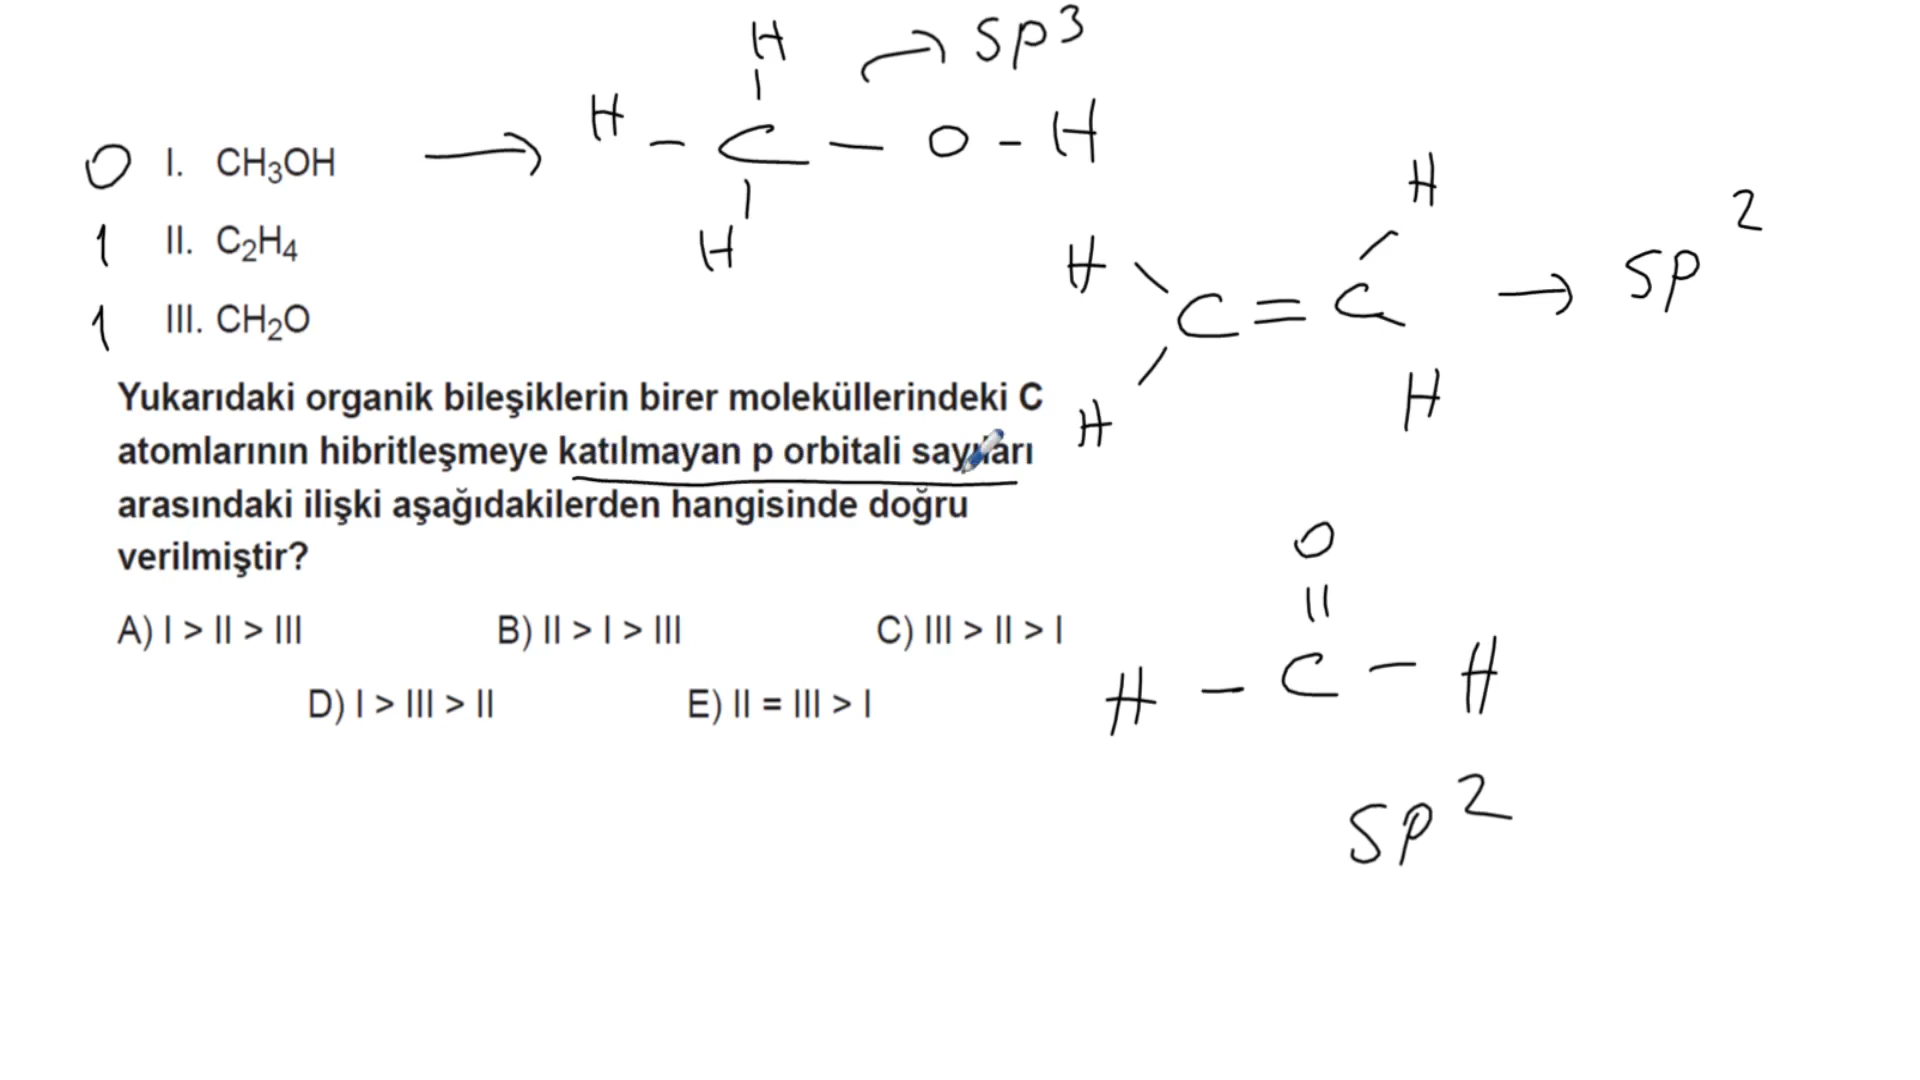 0 I. CH3OH
1 II. C2H4
1 III. CH2O
Yukarıdaki organik bileşiklerin birer moleküllerindeki C
atomlarının hibritleşmeye katılmayan p orbitali sayıları
arasındaki ilişki aşağıdakilerden hangisinde doğru
verilmiştir?
A) I > II > III B) II > I > III C) III > II > I
D) I > III > II E) II = III > I
H → sp3
H - C - O - H
H
H H
C = C → sp2
H H
O
||
H - C - H
sp2